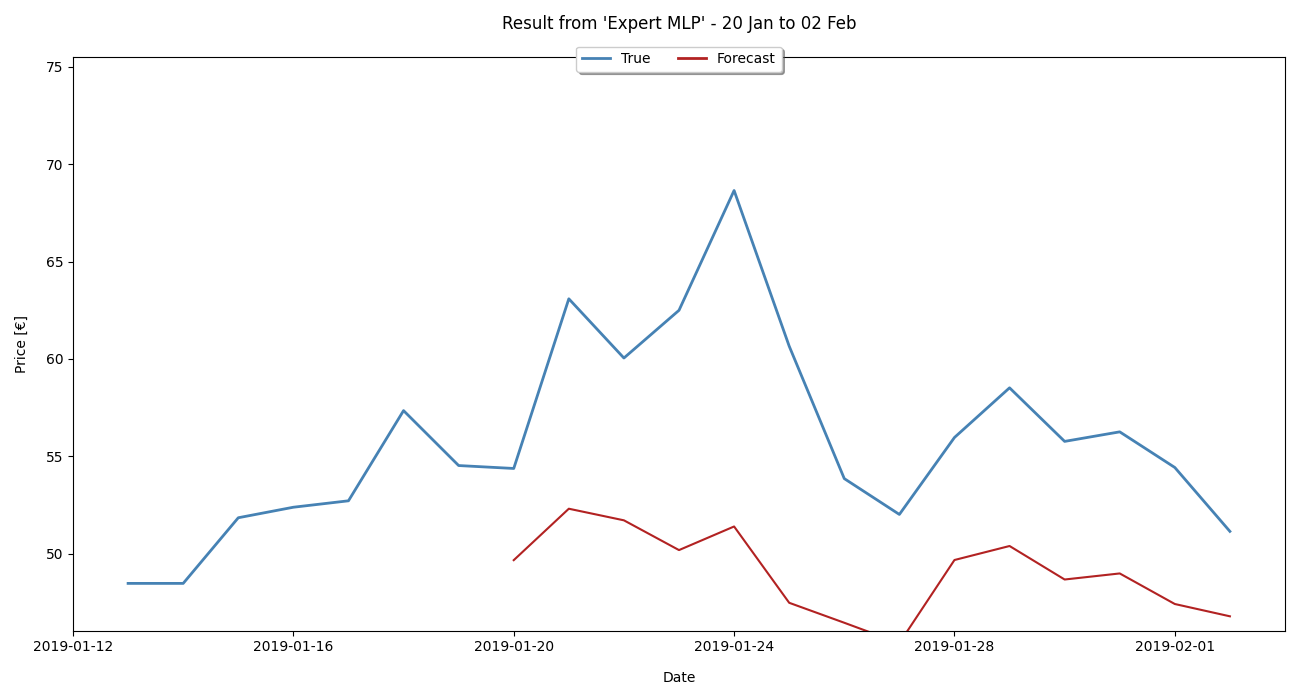 Result from 'Expert MLP' - 20 Jan to 02 Feb
True Forecast
75
70
65
60
55
50
Price [€]
2019-01-12 2019-01-16 2019-01-20 2019-01-24 2019-01-28 2019-02-01
Date